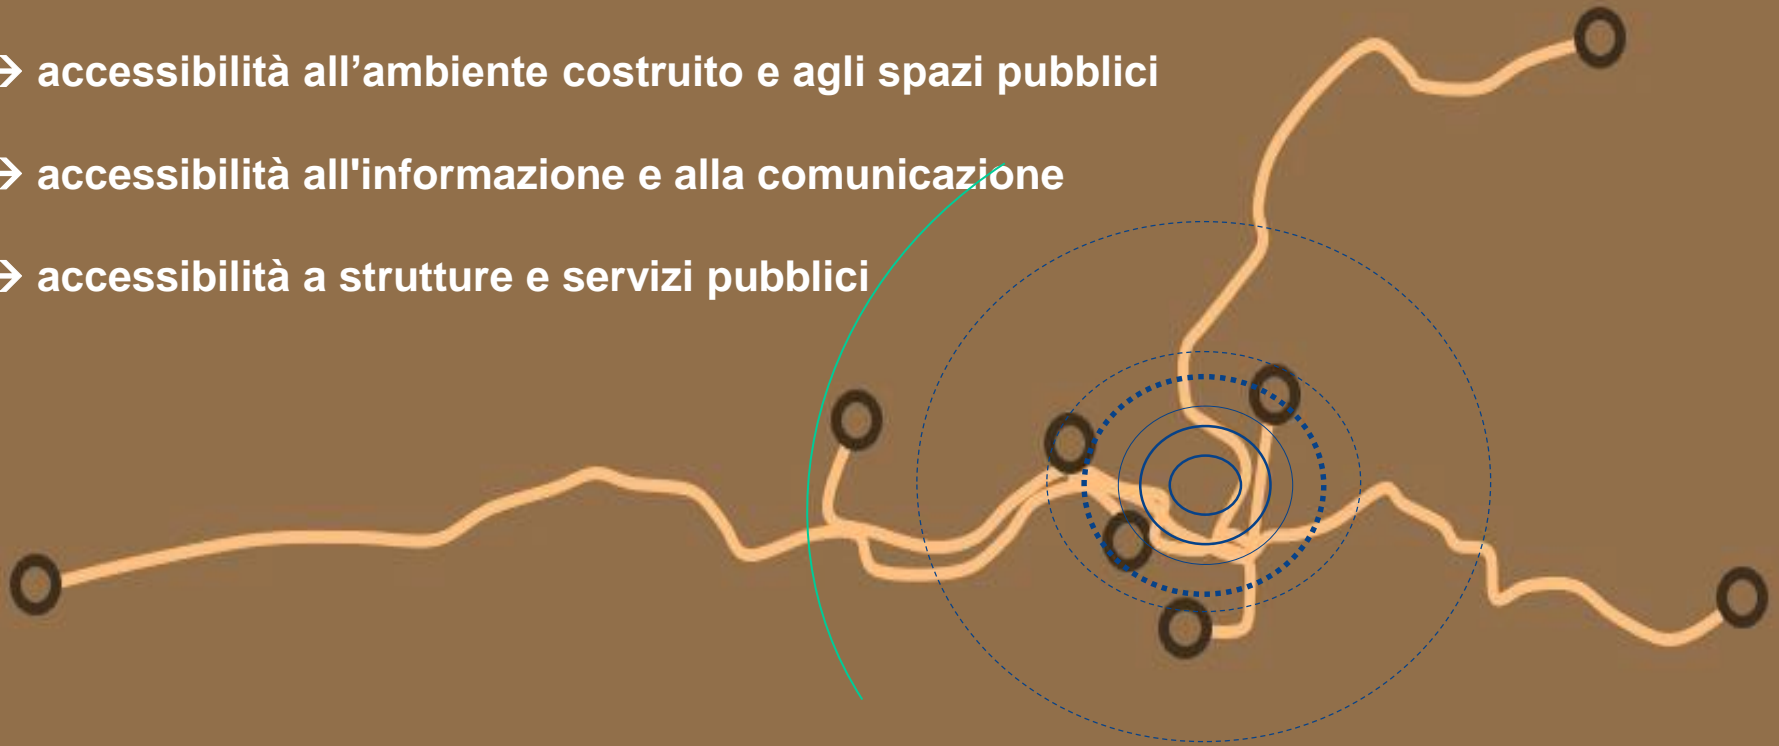 → accessibilità all’ambiente costruito e agli spazi pubblici
→ accessibilità all'informazione e alla comunicazione
→ accessibilità a strutture e servizi pubblici